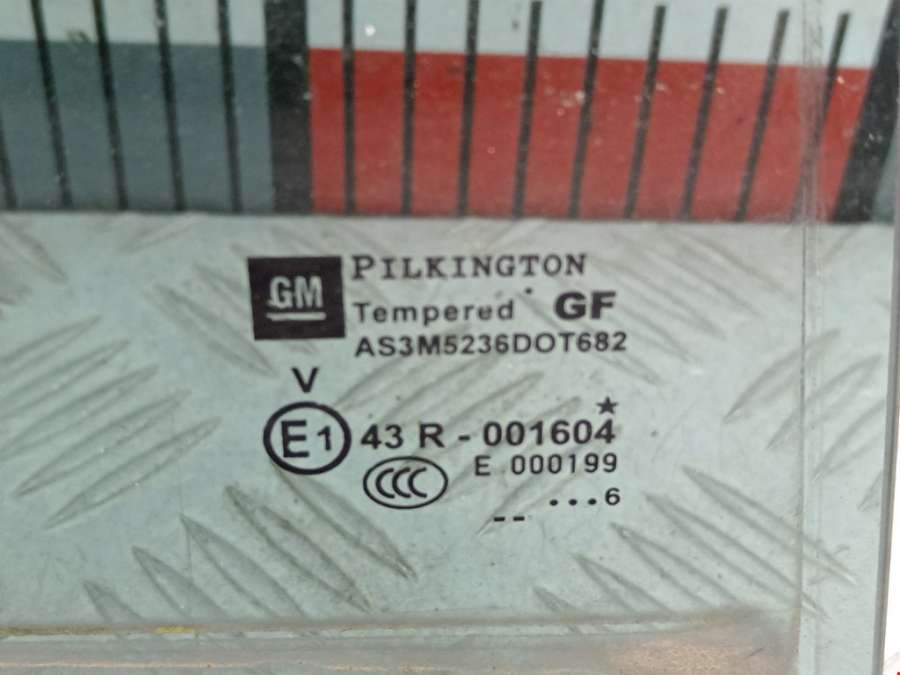 GM PILKINGTON
Tempered GF
AS3M5236DOT682
V
E1 43 R - 001604 ★
CCC E 000199
-- ...6